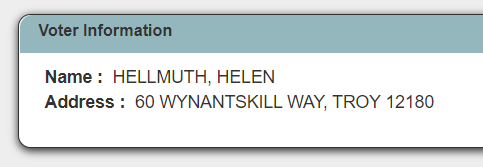 Voter Information
Name : HELLMUTH, HELEN
Address : 60 WYNANTSKILL WAY, TROY 12180